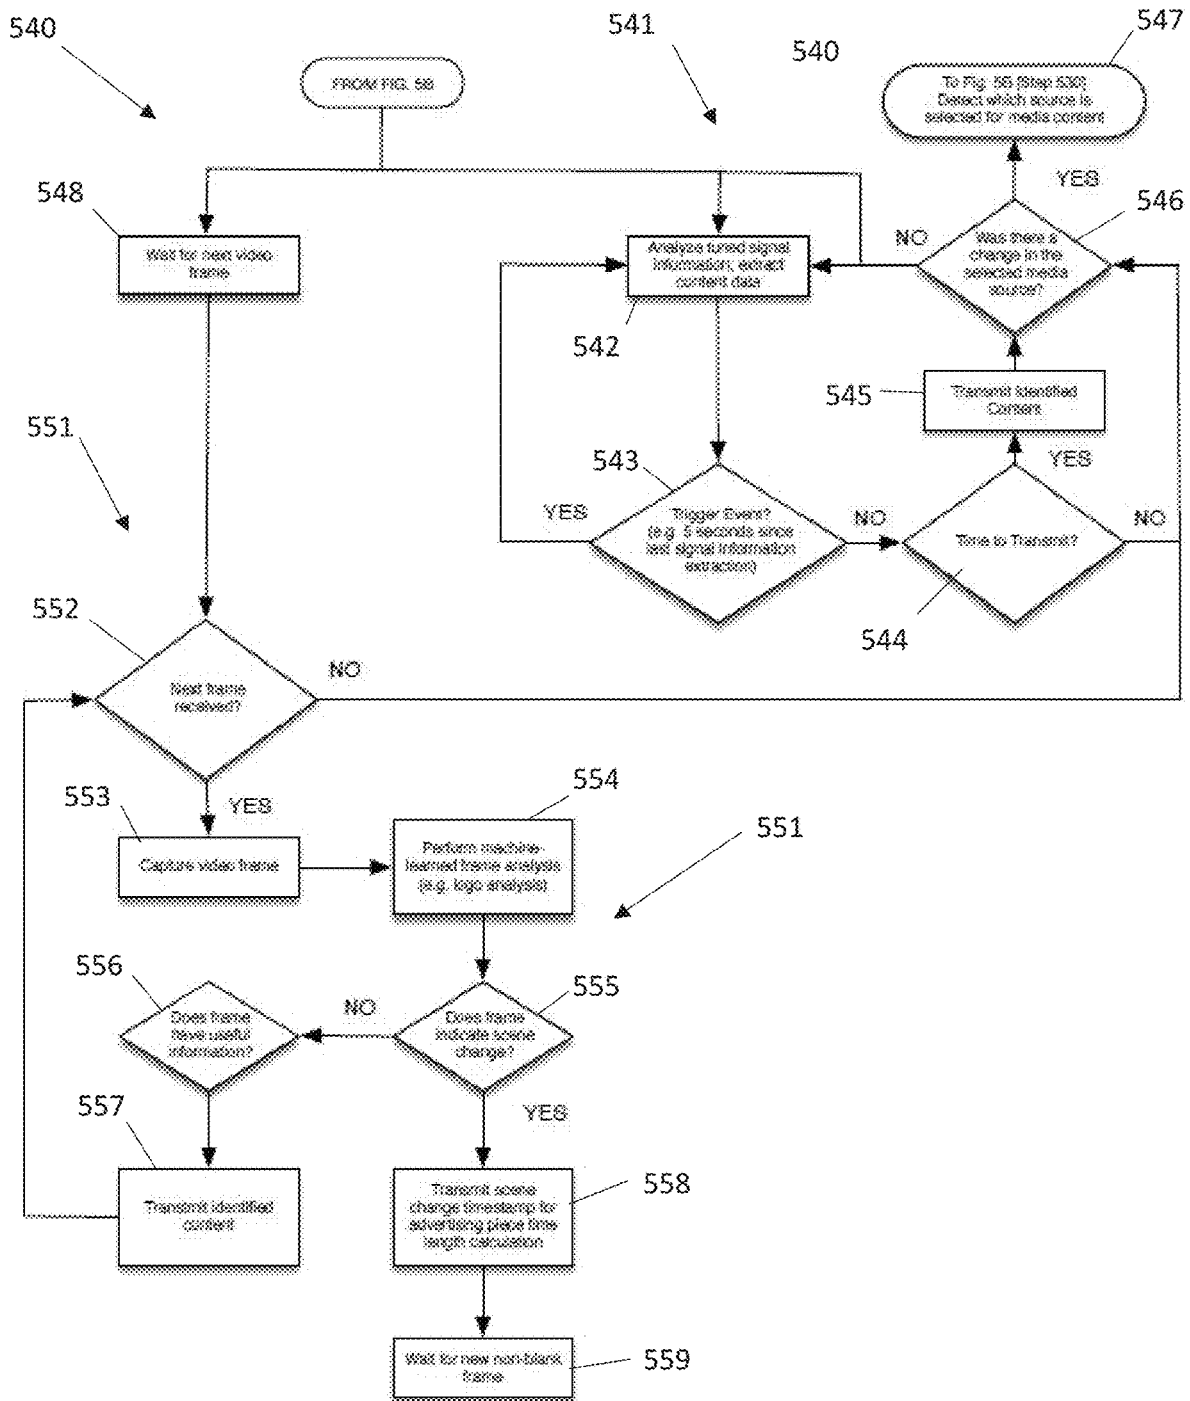 540
541
540
547
FROM FIG. 5B
To Fig. 5B [Step 530]
Detect which source is
selected for media content
YES
548
Wait for next video
frame
Analyze tuned signal
information, extract
content data
542
NO
Was there a
change in the
selected media
source?
546
545
Transmit Identified
Content
551
543
YES
YES
Trigger Event?
(e.g. 5 seconds since
last signal information
extraction)
NO
Time to Transmit?
NO
544
552
Next frame
received?
NO
553
YES
Capture video frame
554
Perform machine-
learned frame analysis
(e.g. logo analysis)
551
556
Does frame
have useful
information?
NO
Does frame
indicate scene
change?
555
YES
557
Transmit identified
content
Transmit scene
change timestamp for
advertising piece time
length calculation
558
Wait for new non-blank
frame
559